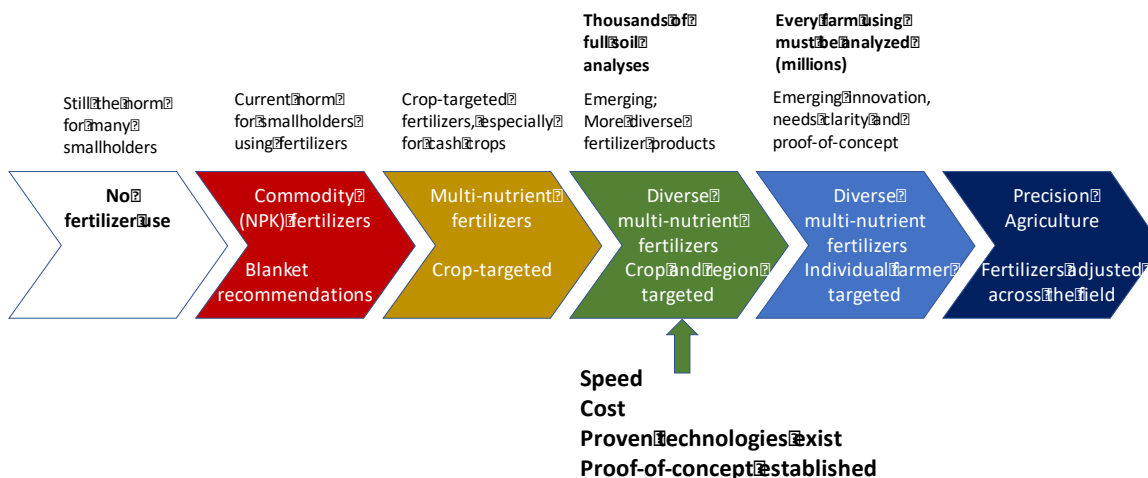 Thousands of
full soil
analyses
Every farm using
must be analyzed
(millions)
Still the norm
for many
smallholders
Current norm
for smallholders
using fertilizers
Crop-targeted
fertilizers, especially
for cash crops
Emerging;
More diverse
fertilizer products
Emerging innovation,
needs clarity and
proof-of-concept
No
fertilizer use
Commodity
(NPK) fertilizers
Blanket
recommendations
Multi-nutrient
fertilizers
Crop-targeted
Diverse
multi-nutrient
fertilizers
Crop and region
targeted
Diverse
multi-nutrient
fertilizers
Individual farmer
targeted
Precision
Agriculture
Fertilizers adjusted
across the field
Speed
Cost
Proven technologies exist
Proof-of-concept established